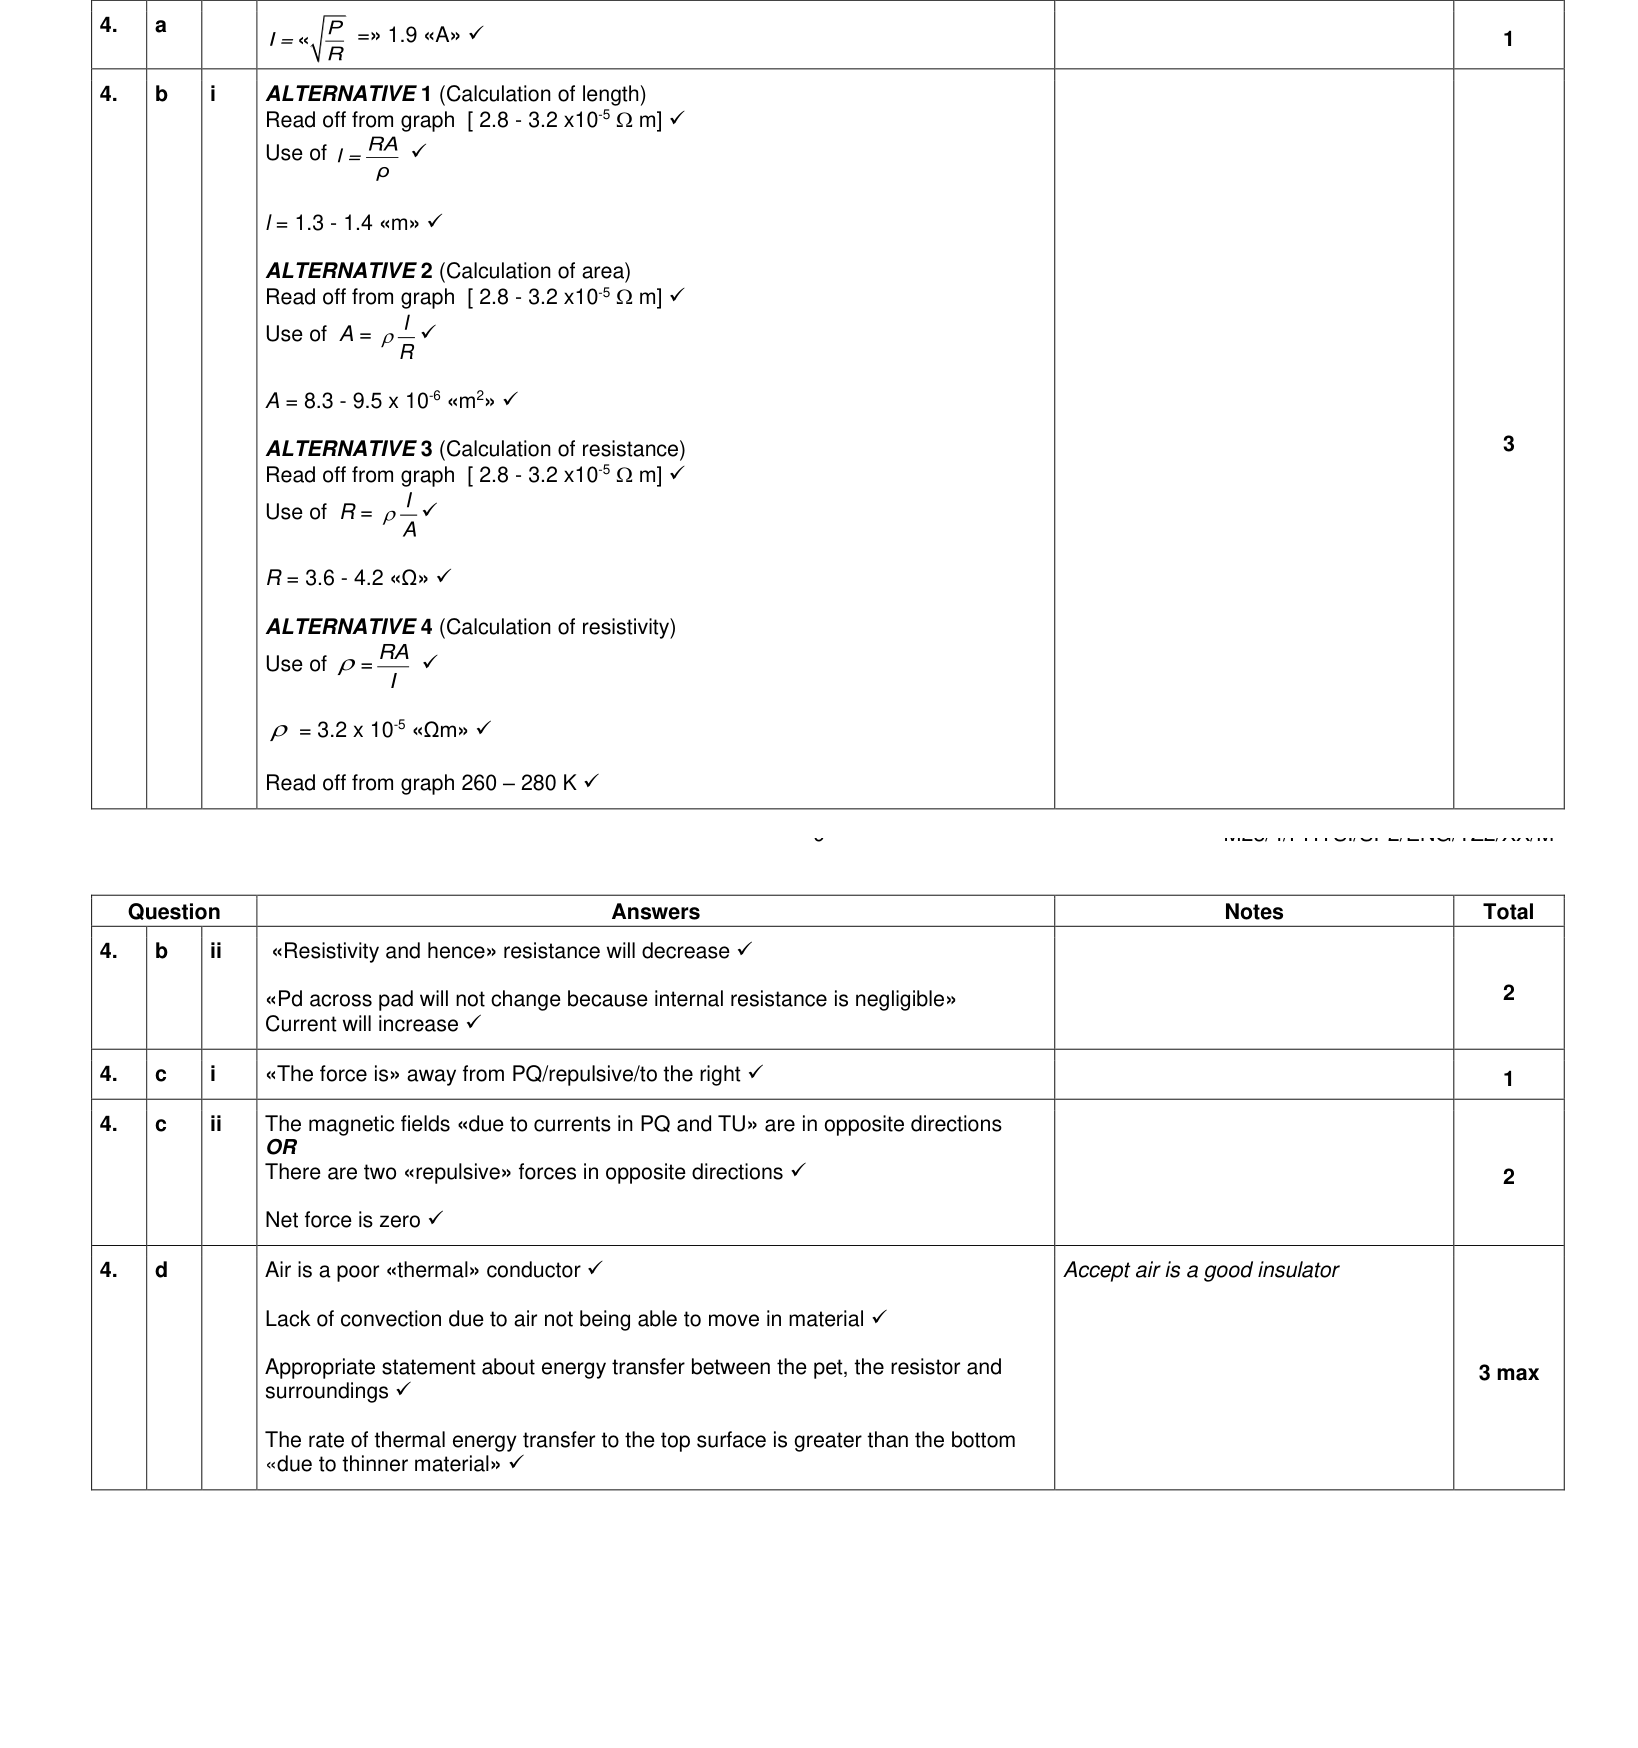 4. a I = «√P/R =» 1.9 «A» ✓ 1
4. b i ALTERNATIVE 1 (Calculation of length)
Read off from graph [ 2.8 - 3.2 x10-5 Ω m] ✓
Use of l = RA/ρ ✓
l = 1.3 - 1.4 «m» ✓
ALTERNATIVE 2 (Calculation of area)
Read off from graph [ 2.8 - 3.2 x10-5 Ω m] ✓
Use of A = ρ l/R ✓
A = 8.3 - 9.5 x 10-6 «m2» ✓
ALTERNATIVE 3 (Calculation of resistance)
3
Read off from graph [ 2.8 - 3.2 x10-5 Ω m] ✓
Use of R = ρ l/A ✓
R = 3.6 - 4.2 «Ω» ✓
ALTERNATIVE 4 (Calculation of resistivity)
Use of ρ = RA/l ✓
ρ = 3.2 x 10-5 «Ωm» ✓
Read off from graph 260 – 280 K ✓
Question Answers Notes Total
4. b ii «Resistivity and hence» resistance will decrease ✓
2
«Pd across pad will not change because internal resistance is negligible»
Current will increase ✓
4. c i «The force is» away from PQ/repulsive/to the right ✓ 1
4. c ii The magnetic fields «due to currents in PQ and TU» are in opposite directions
OR
There are two «repulsive» forces in opposite directions ✓
2
Net force is zero ✓
4. d Air is a poor «thermal» conductor ✓ Accept air is a good insulator
Lack of convection due to air not being able to move in material ✓
Appropriate statement about energy transfer between the pet, the resistor and
surroundings ✓
3 max
The rate of thermal energy transfer to the top surface is greater than the bottom
«due to thinner material» ✓